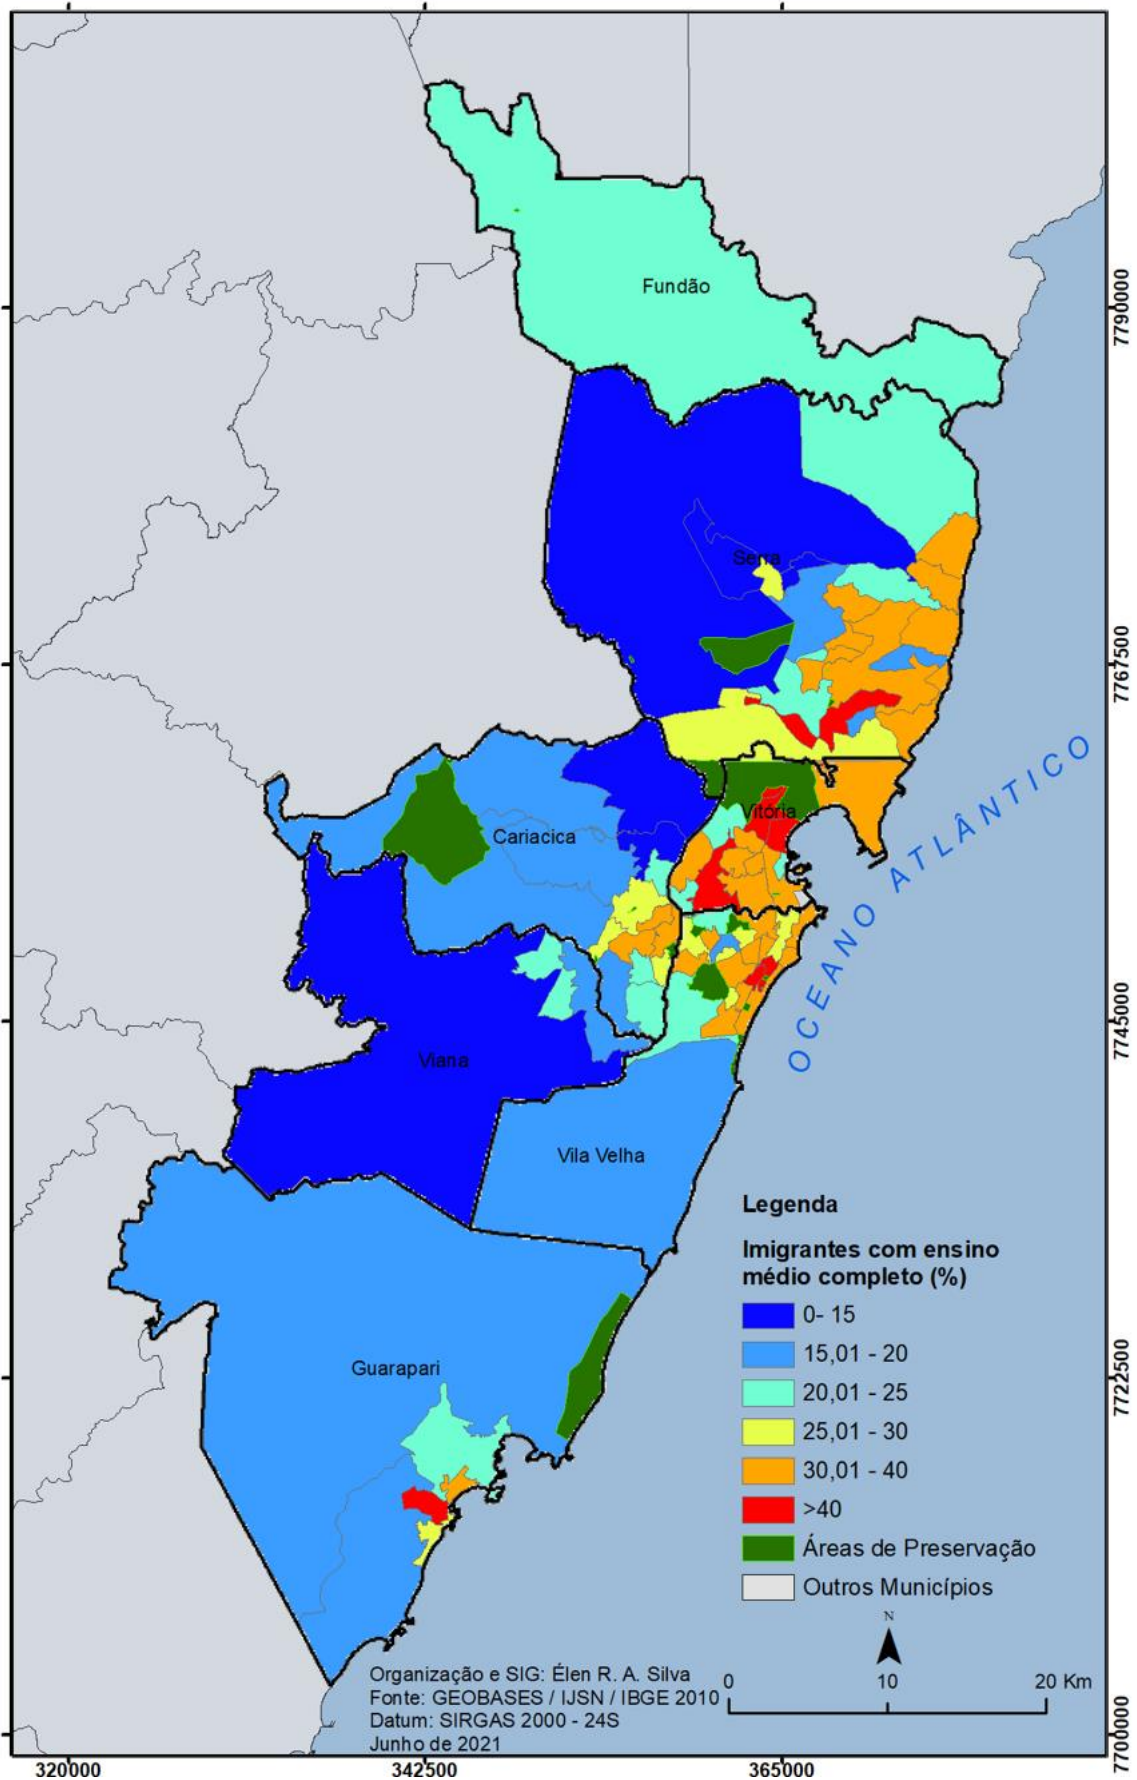 Fundão
7790000
Serra
7767500
Vitória
Cariacica
OCEANO ATLÂNTICO
7745000
Viana
Vila Velha
Legenda
Imigrantes com ensino
médio completo (%)
0- 15
15,01 - 20
20,01 - 25
25,01 - 30
30,01 - 40
>40
Áreas de Preservação
Outros Municípios
7722500
Guarapari
N
0 10 20 Km
Organização e SIG: Élen R. A. Silva
Fonte: GEOBASES / IJSN / IBGE 2010
Datum: SIRGAS 2000 - 24S
Junho de 2021
7700000
320000 342500 365000